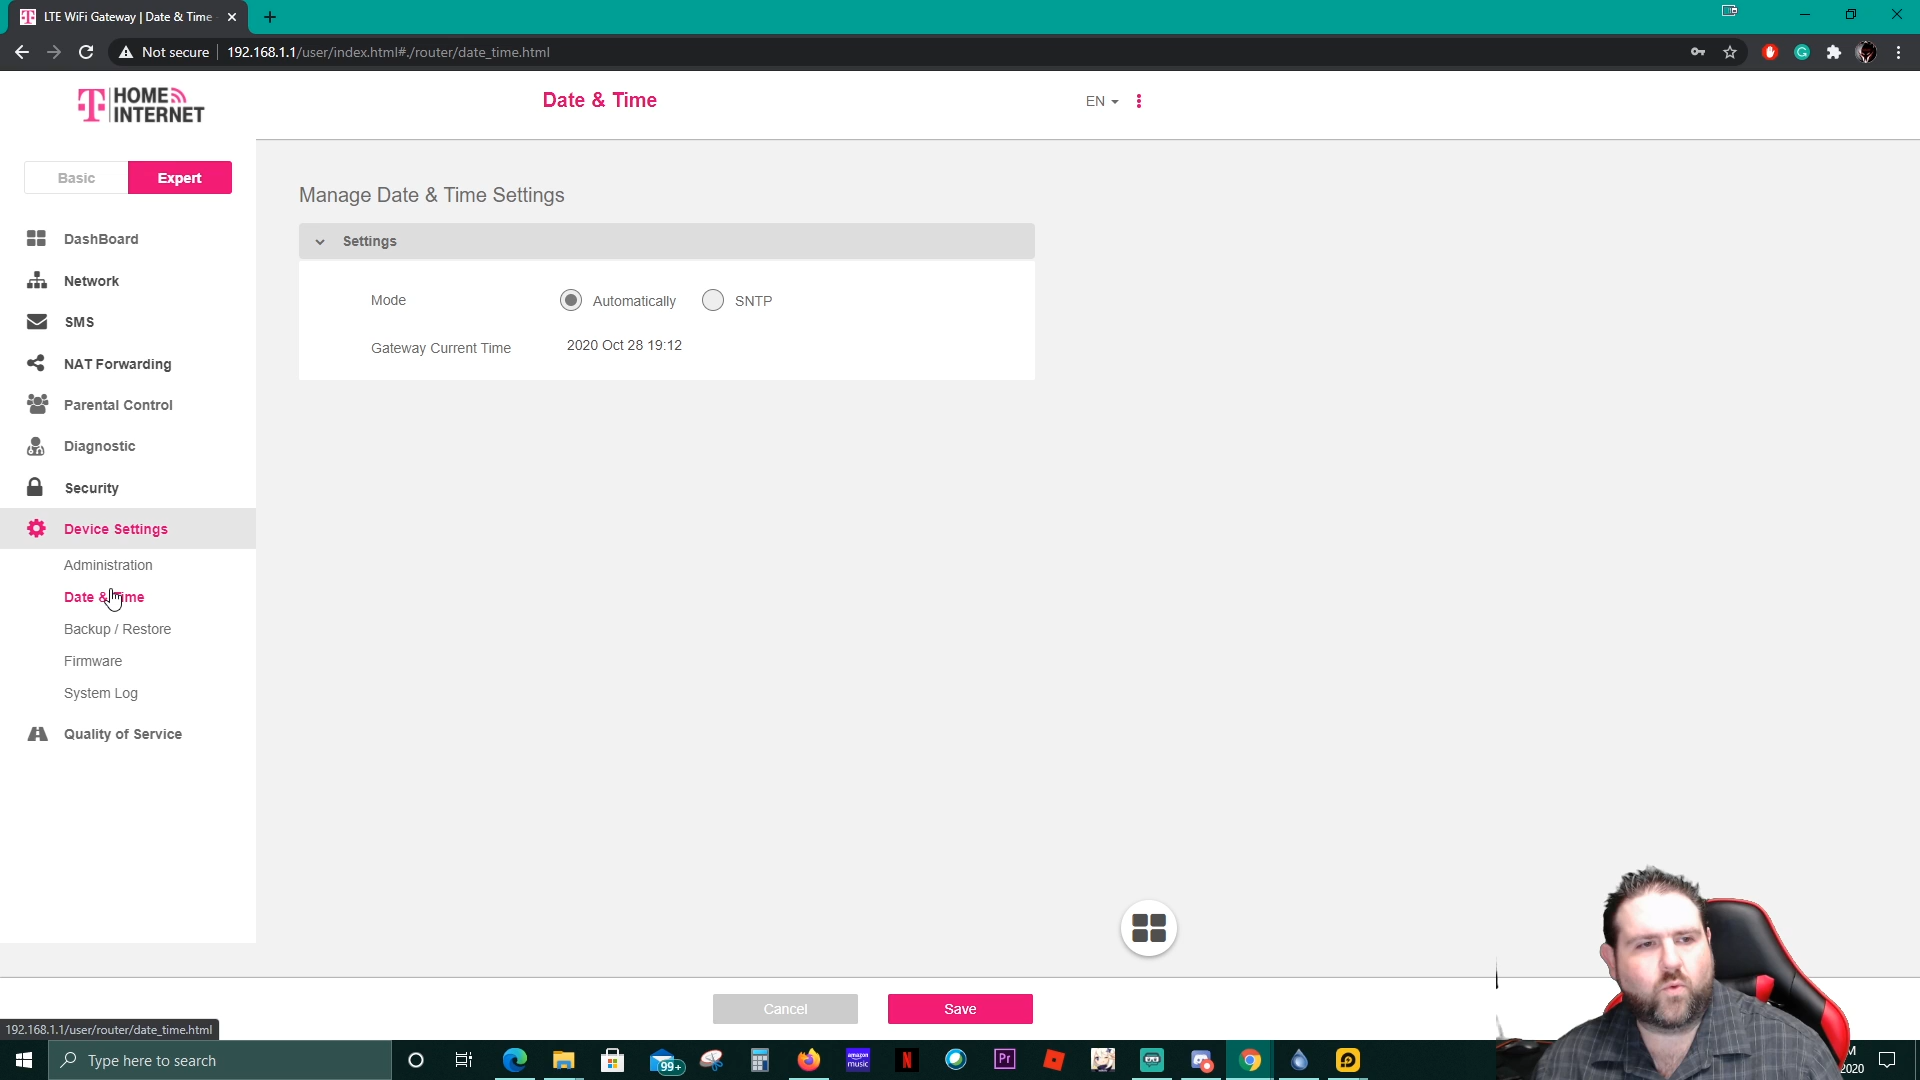 LTE WiFi Gateway | Date & Time
Not secure
192.168.1.1/user/index.html#./router/date_time.html
T HOME INTERNET
Date & Time
EN
Basic
Expert
Manage Date & Time Settings
Settings
Mode
Automatically
SNTP
Gateway Current Time
2020 Oct 28 19:12
DashBoard
Network
SMS
NAT Forwarding
Parental Control
Diagnostic
Security
Device Settings
Administration
Date & Time
Backup / Restore
Firmware
System Log
Quality of Service
Cancel
Save
192.168.1.1/user/router/date_time.html
Type here to search
99+
amazon music
N
Pr
M
2020